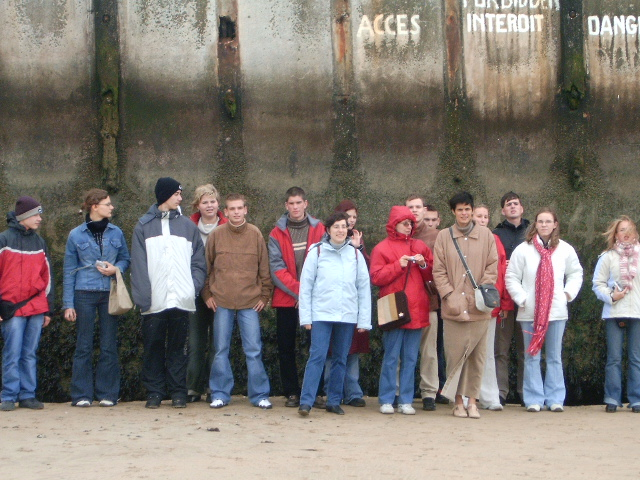 FORBIDDEN
ACCES INTERDIT DANG